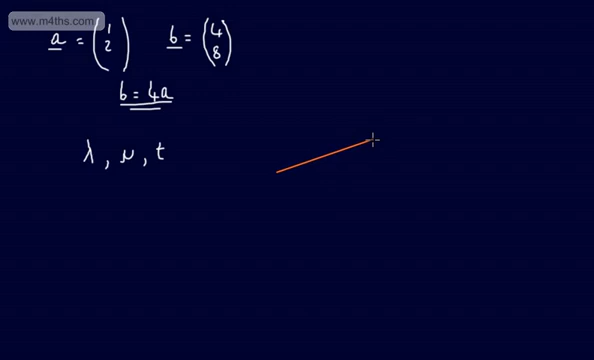 www.m4ths.com
a = (1 2) b = (4 8)
b = 4a
λ, μ, t